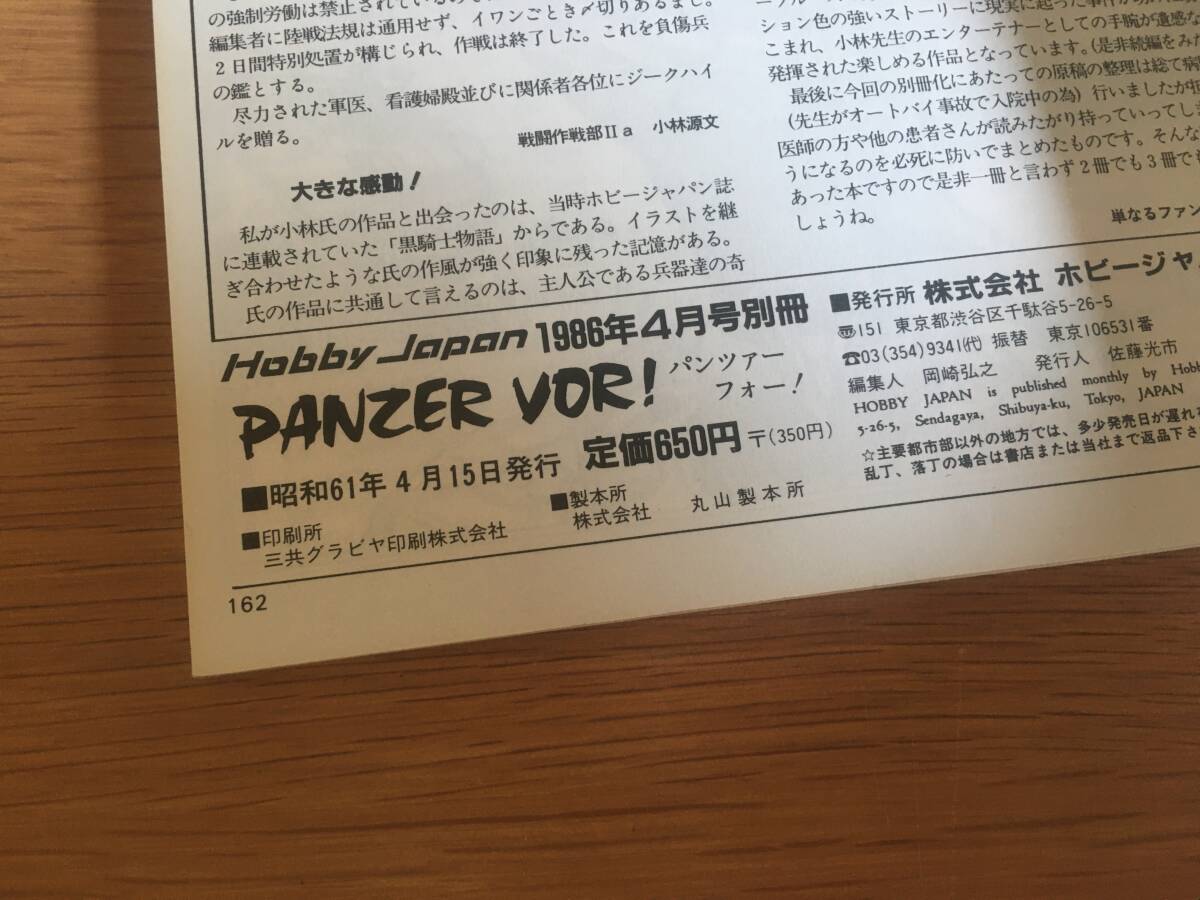 の強制労働は禁止されている
編集者に陸戦法規は通用せず、イワンごとき〆切りあるまじ。
2日間特別処置が構じられ、作戦は終了した。これを負傷兵
の鑑とする。
尽力された軍医、看護婦殿並びに関係者各位にジークハイ
ルを贈る。
戦闘作戦部IIa 小林源文
大きな感動!
私が小林氏の作品と出会ったのは、当時ホビージャパン誌
に連載されていた「黒騎士物語」からである。イラストを継
ぎ合わせたような氏の作風が強く印象に残った記憶がある。
氏の作品に共通して言えるのは、主人公である兵器達の奇
ション色の強いストーリーに現実に起った事件が
こまれ、小林先生のエンターテナーとしての手腕が遺憾な
発揮された楽しめる作品となっています。(是非続編をみた
最後に今回の別冊化にあたっての原稿の整理は総て病
(先生がオートバイ事故で入院中の為)行いましたが
医師の方や他の患者さんが読みたがり持っていってしま
うになるのを必死に防いでまとめたものです。そんな
あった本ですので是非一冊と言わず2冊でも3冊でも
しょうね。
単なるファン
Hobby Japan 1986年4月号別冊
PANZER VOR! パンツァー
フォー!
■昭和61年4月15日発行 定価650円 〒(350円)
■印刷所
三共グラビヤ印刷株式会社
■製本所
株式会社 丸山製本所
■発行所 株式会社 ホビージャ
〠151 東京都渋谷区千駄谷5-26-5
☎03(354)9341㈹ 振替 東京106531番
編集人 岡崎弘之 発行人 佐藤光市
HOBBY JAPAN is published monthly by Hobb
5-26-5, Sendagaya, Shibuya-ku, Tokyo, JAPAN
☆主要都市部以外の地方では、多少発売日が遅れ
乱丁、落丁の場合は書店または当社まで返品下さ
162